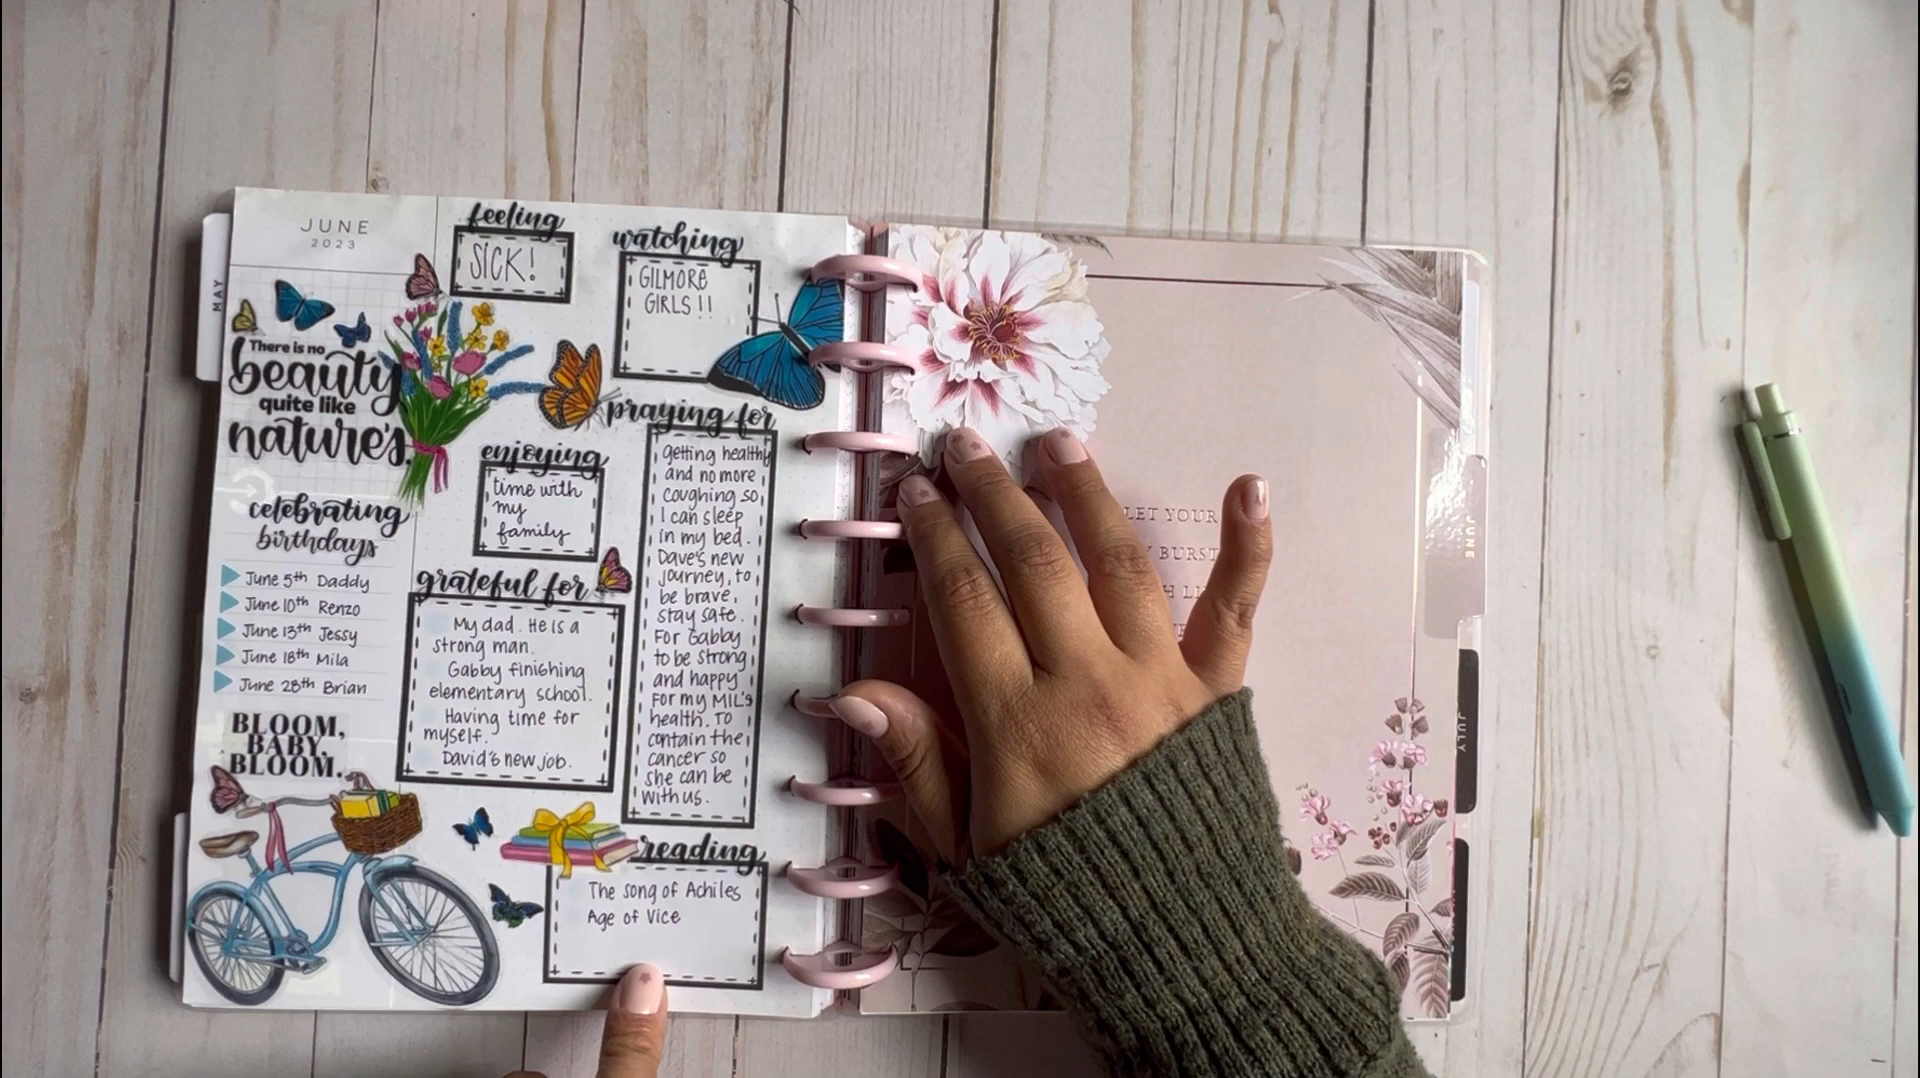 JUNE
2023
MAY
There is no
beauty
quite like
nature's.
celebrating
birthdays
June 5th Daddy
June 10th Renzo
June 13th Jessy
June 18th Mila
June 28th Brian
BLOOM,
BABY,
BLOOM.
feeling
SICK!
watching
GILMORE
GIRLS!!
enjoying
time with
my
family
praying for
getting healthy
and no more
coughing so
I can sleep
in my bed.
Dave's new
journey, to
be brave,
stay safe.
For Gabby
to be strong
and happy
For my MIL's
health. To
contain the
cancer so
she can be
with us.
grateful for
My dad. He is a
strong man.
Gabby finishing
elementary school.
Having time for
myself.
David's new job.
reading
The song of Achiles
Age of Vice
LET YOUR
BURST
JUNE
JULY